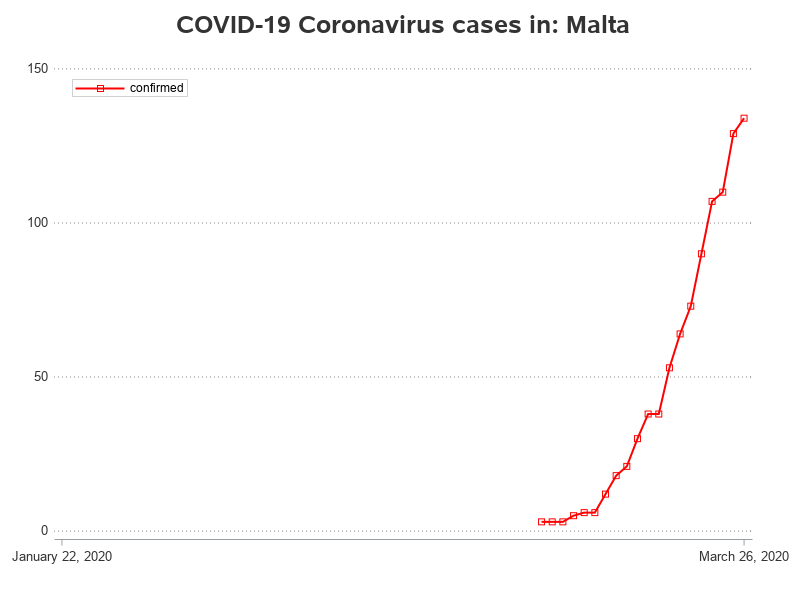 COVID-19 Coronavirus cases in: Malta
150
confirmed
100
50
0
January 22, 2020
March 26, 2020